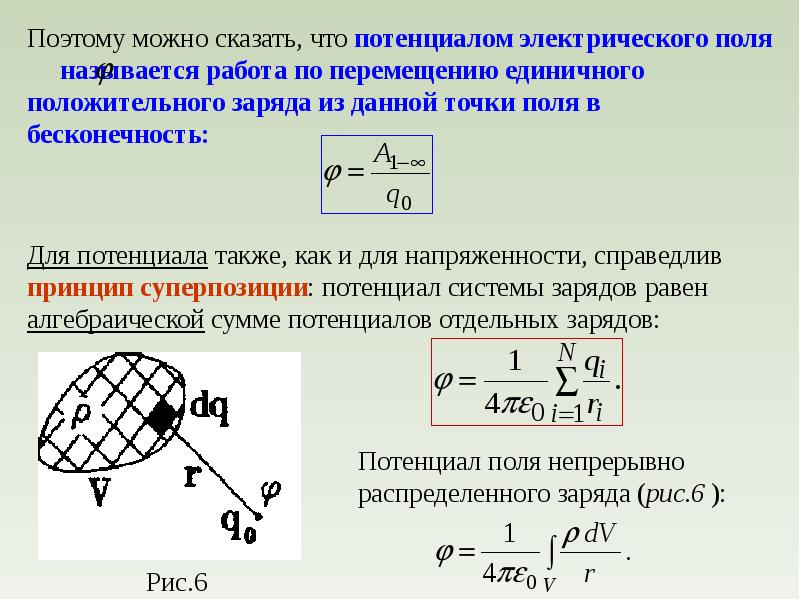 Поэтому можно сказать, что потенциалом электрического поля
φ называется работа по перемещению единичного
положительного заряда из данной точки поля в
бесконечность:
φ = A₁₋∞ / q₀
Для потенциала также, как и для напряженности, справедлив
принцип суперпозиции: потенциал системы зарядов равен
алгебраической сумме потенциалов отдельных зарядов:
φ = 1/(4πε₀) ∑ᵢ₌₁ᴺ qᵢ/rᵢ .
ρ
dq
V
r
φ
q₀
Рис.6
Потенциал поля непрерывно
распределенного заряда (рис.6 ):
φ = 1/(4πε₀) ∫_V ρ dV / r .